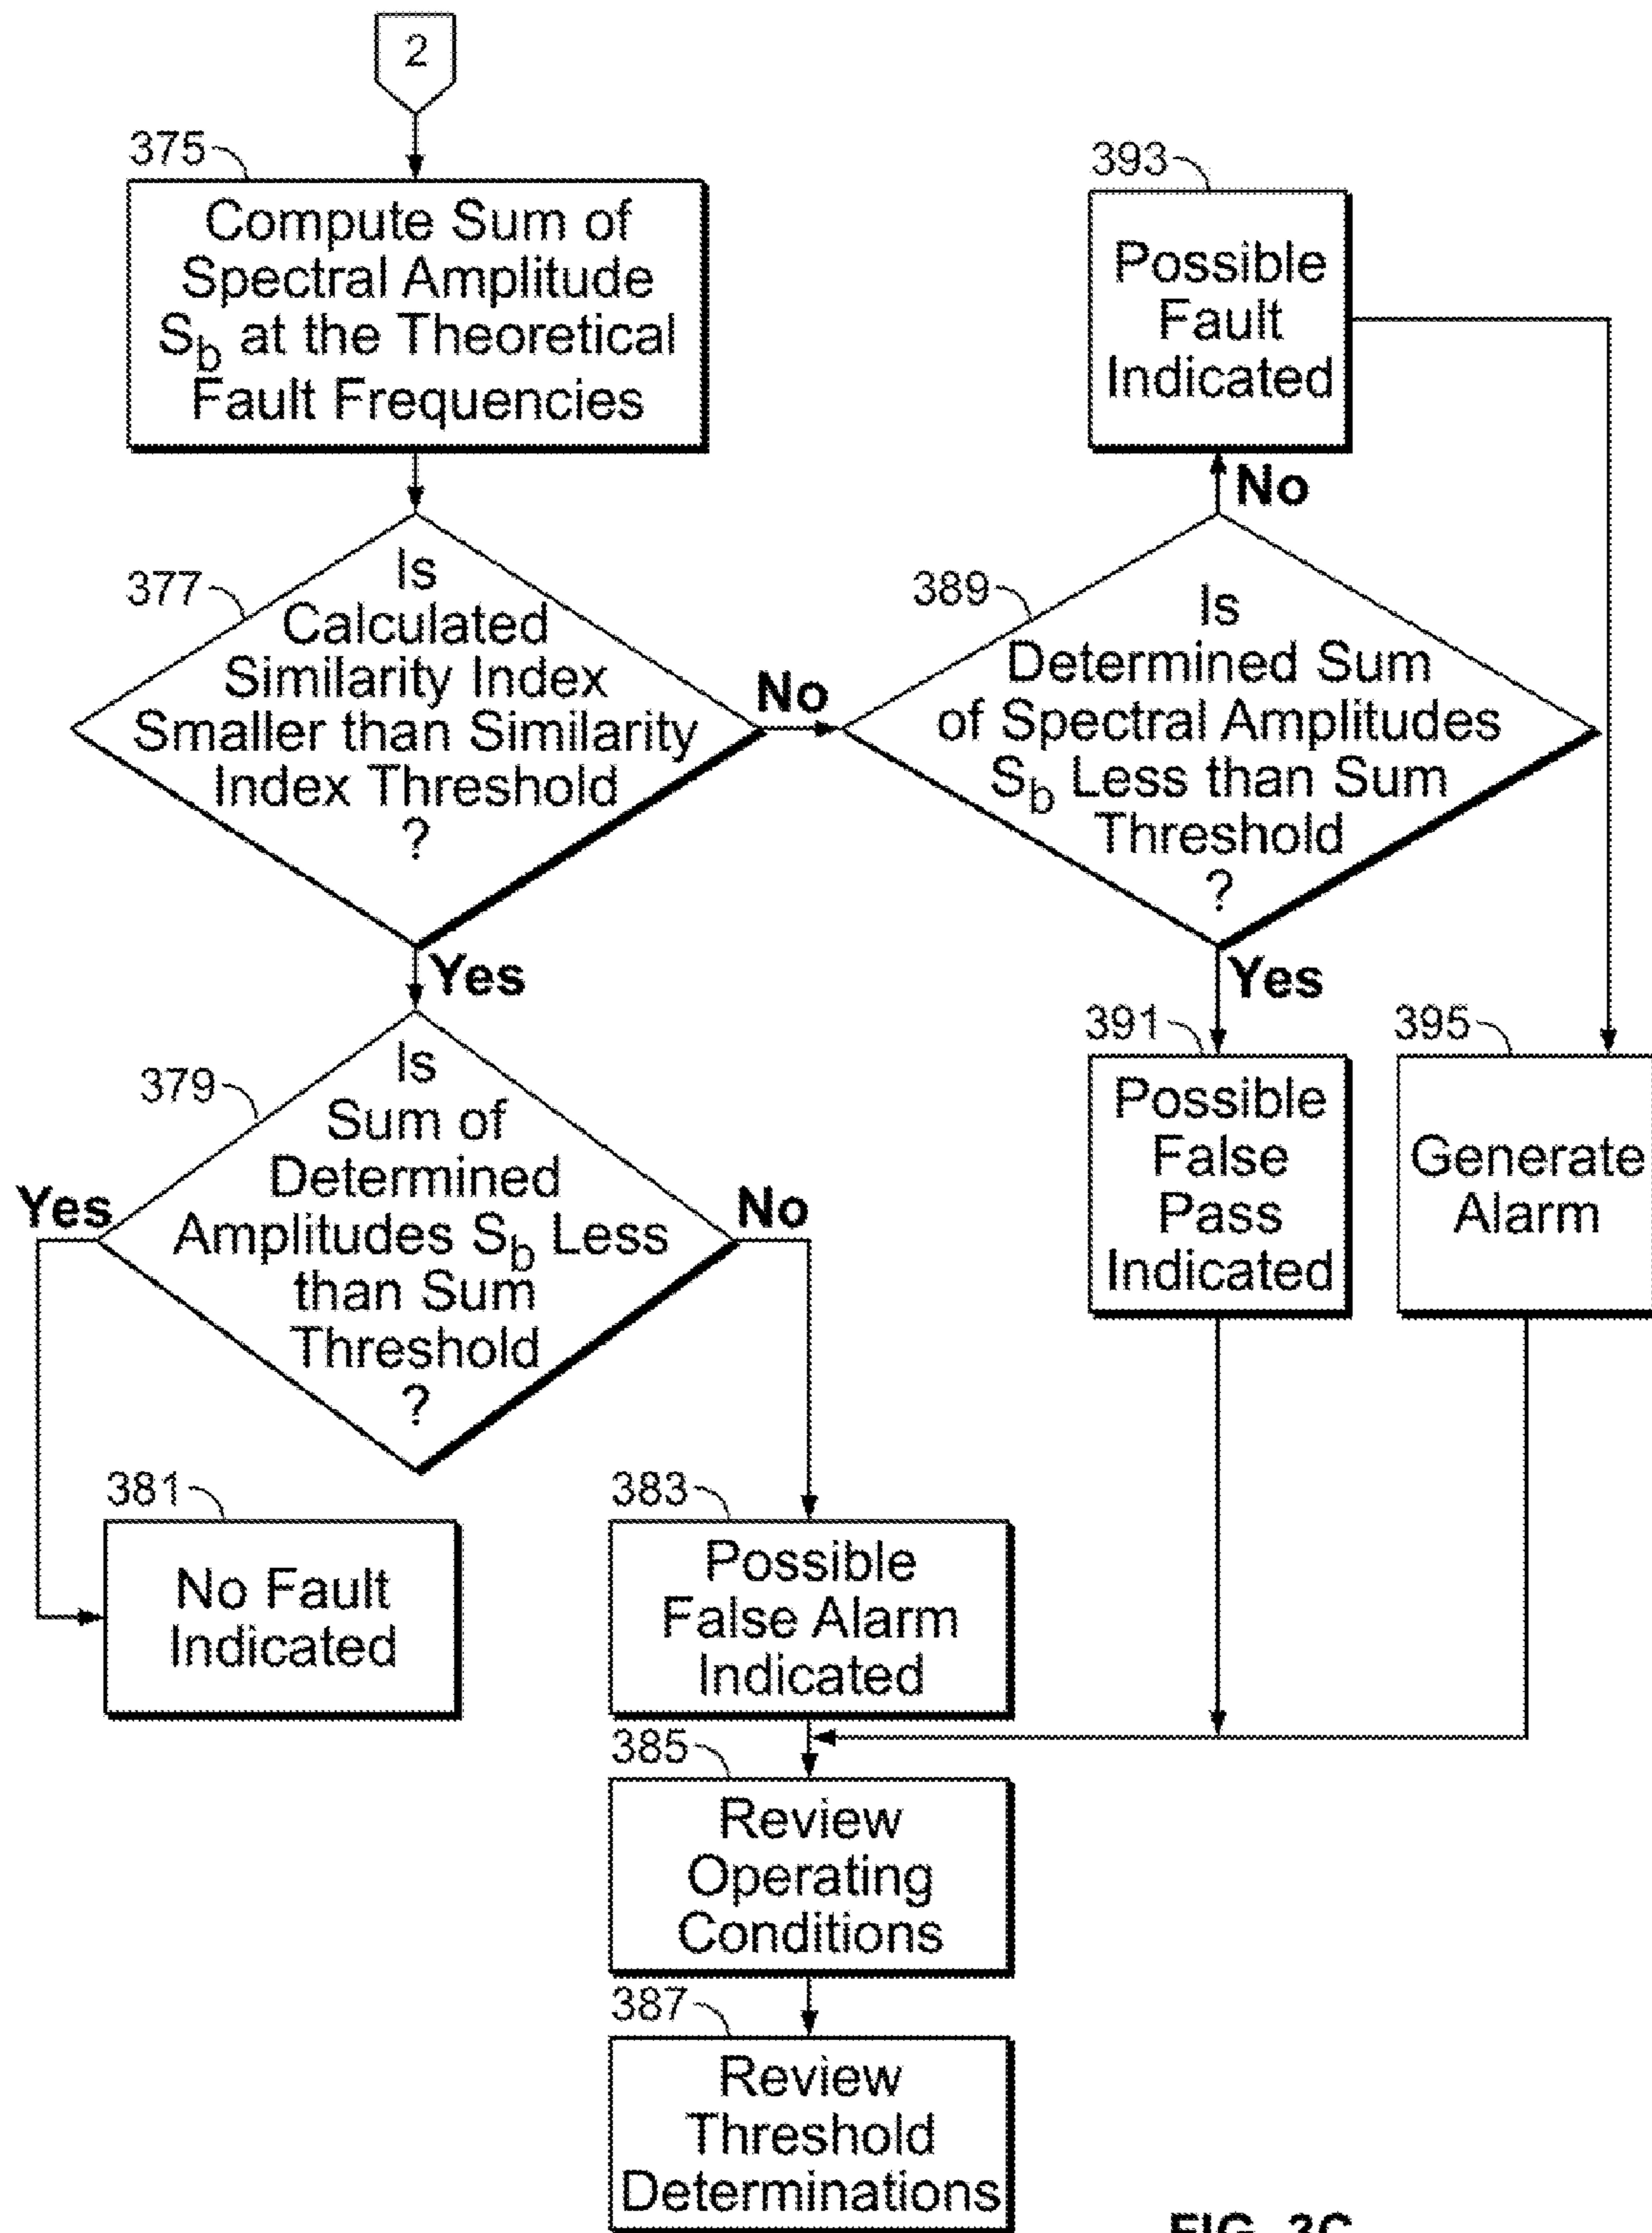 2
375
Compute Sum of
Spectral Amplitude
Sb at the Theoretical
Fault Frequencies
377
Is
Calculated
Similarity Index
Smaller than Similarity
Index Threshold
?
No
Yes
389
Is
Determined Sum
of Spectral Amplitudes
Sb Less than Sum
Threshold
?
No
Yes
393
Possible
Fault
Indicated
391
Possible
False
Pass
Indicated
395
Generate
Alarm
379
Is
Sum of
Determined
Amplitudes Sb Less
than Sum
Threshold
?
Yes
No
381
No Fault
Indicated
383
Possible
False Alarm
Indicated
385
Review
Operating
Conditions
387
Review
Threshold
Determinations
FIG. 3C